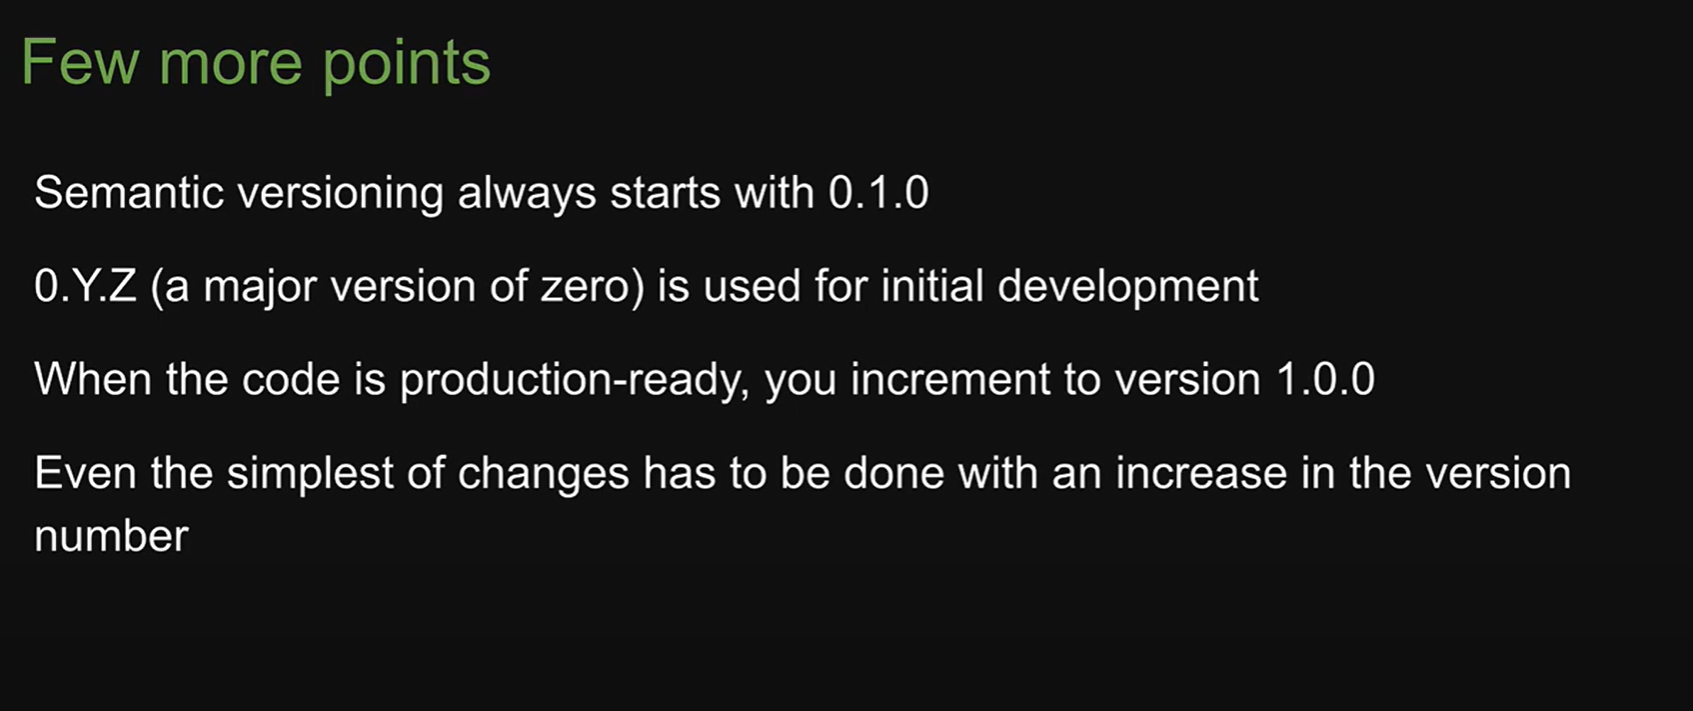 Few more points
Semantic versioning always starts with 0.1.0
0.Y.Z (a major version of zero) is used for initial development
When the code is production-ready, you increment to version 1.0.0
Even the simplest of changes has to be done with an increase in the version
number